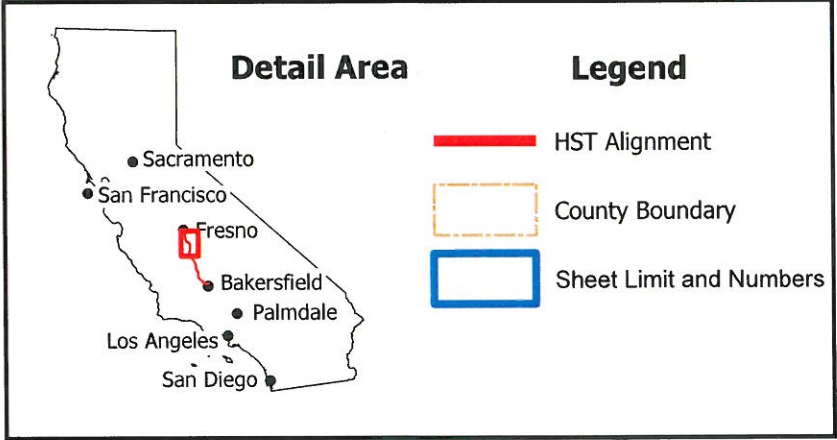 Detail Area
Legend
Sacramento
San Francisco
Fresno
Bakersfield
Palmdale
Los Angeles
San Diego
HST Alignment
County Boundary
Sheet Limit and Numbers